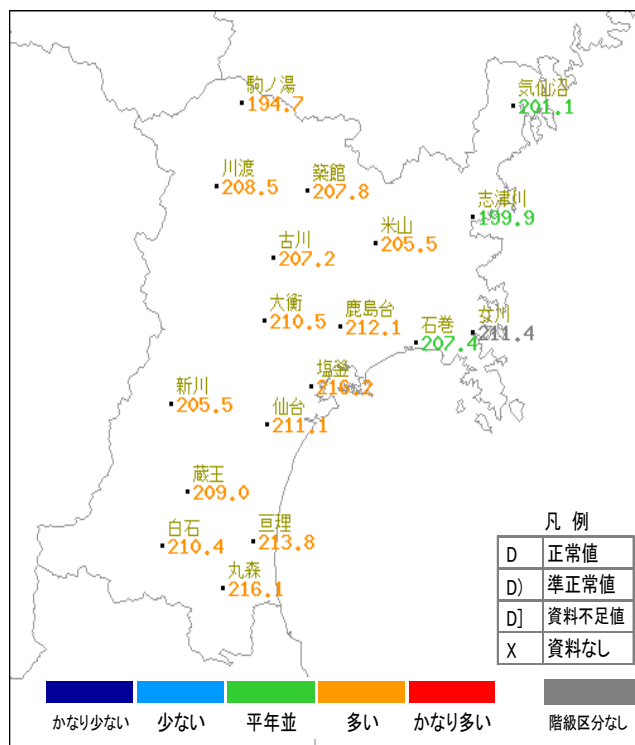 駒ノ湯
194.7
気仙沼
201.1
川渡
208.5
築館
207.8
志津川
199.9
米山
205.5
古川
207.2
大衡
210.5
鹿島台
212.1
石巻
207.4
女川
211.4
塩釜
216.2
新川
205.5
仙台
211.1
蔵王
209.0
白石
210.4
亘理
213.8
丸森
216.1
凡 例
D 正常値
D) 準正常値
D] 資料不足値
X 資料なし
かなり少ない 少ない 平年並 多い かなり多い 階級区分なし